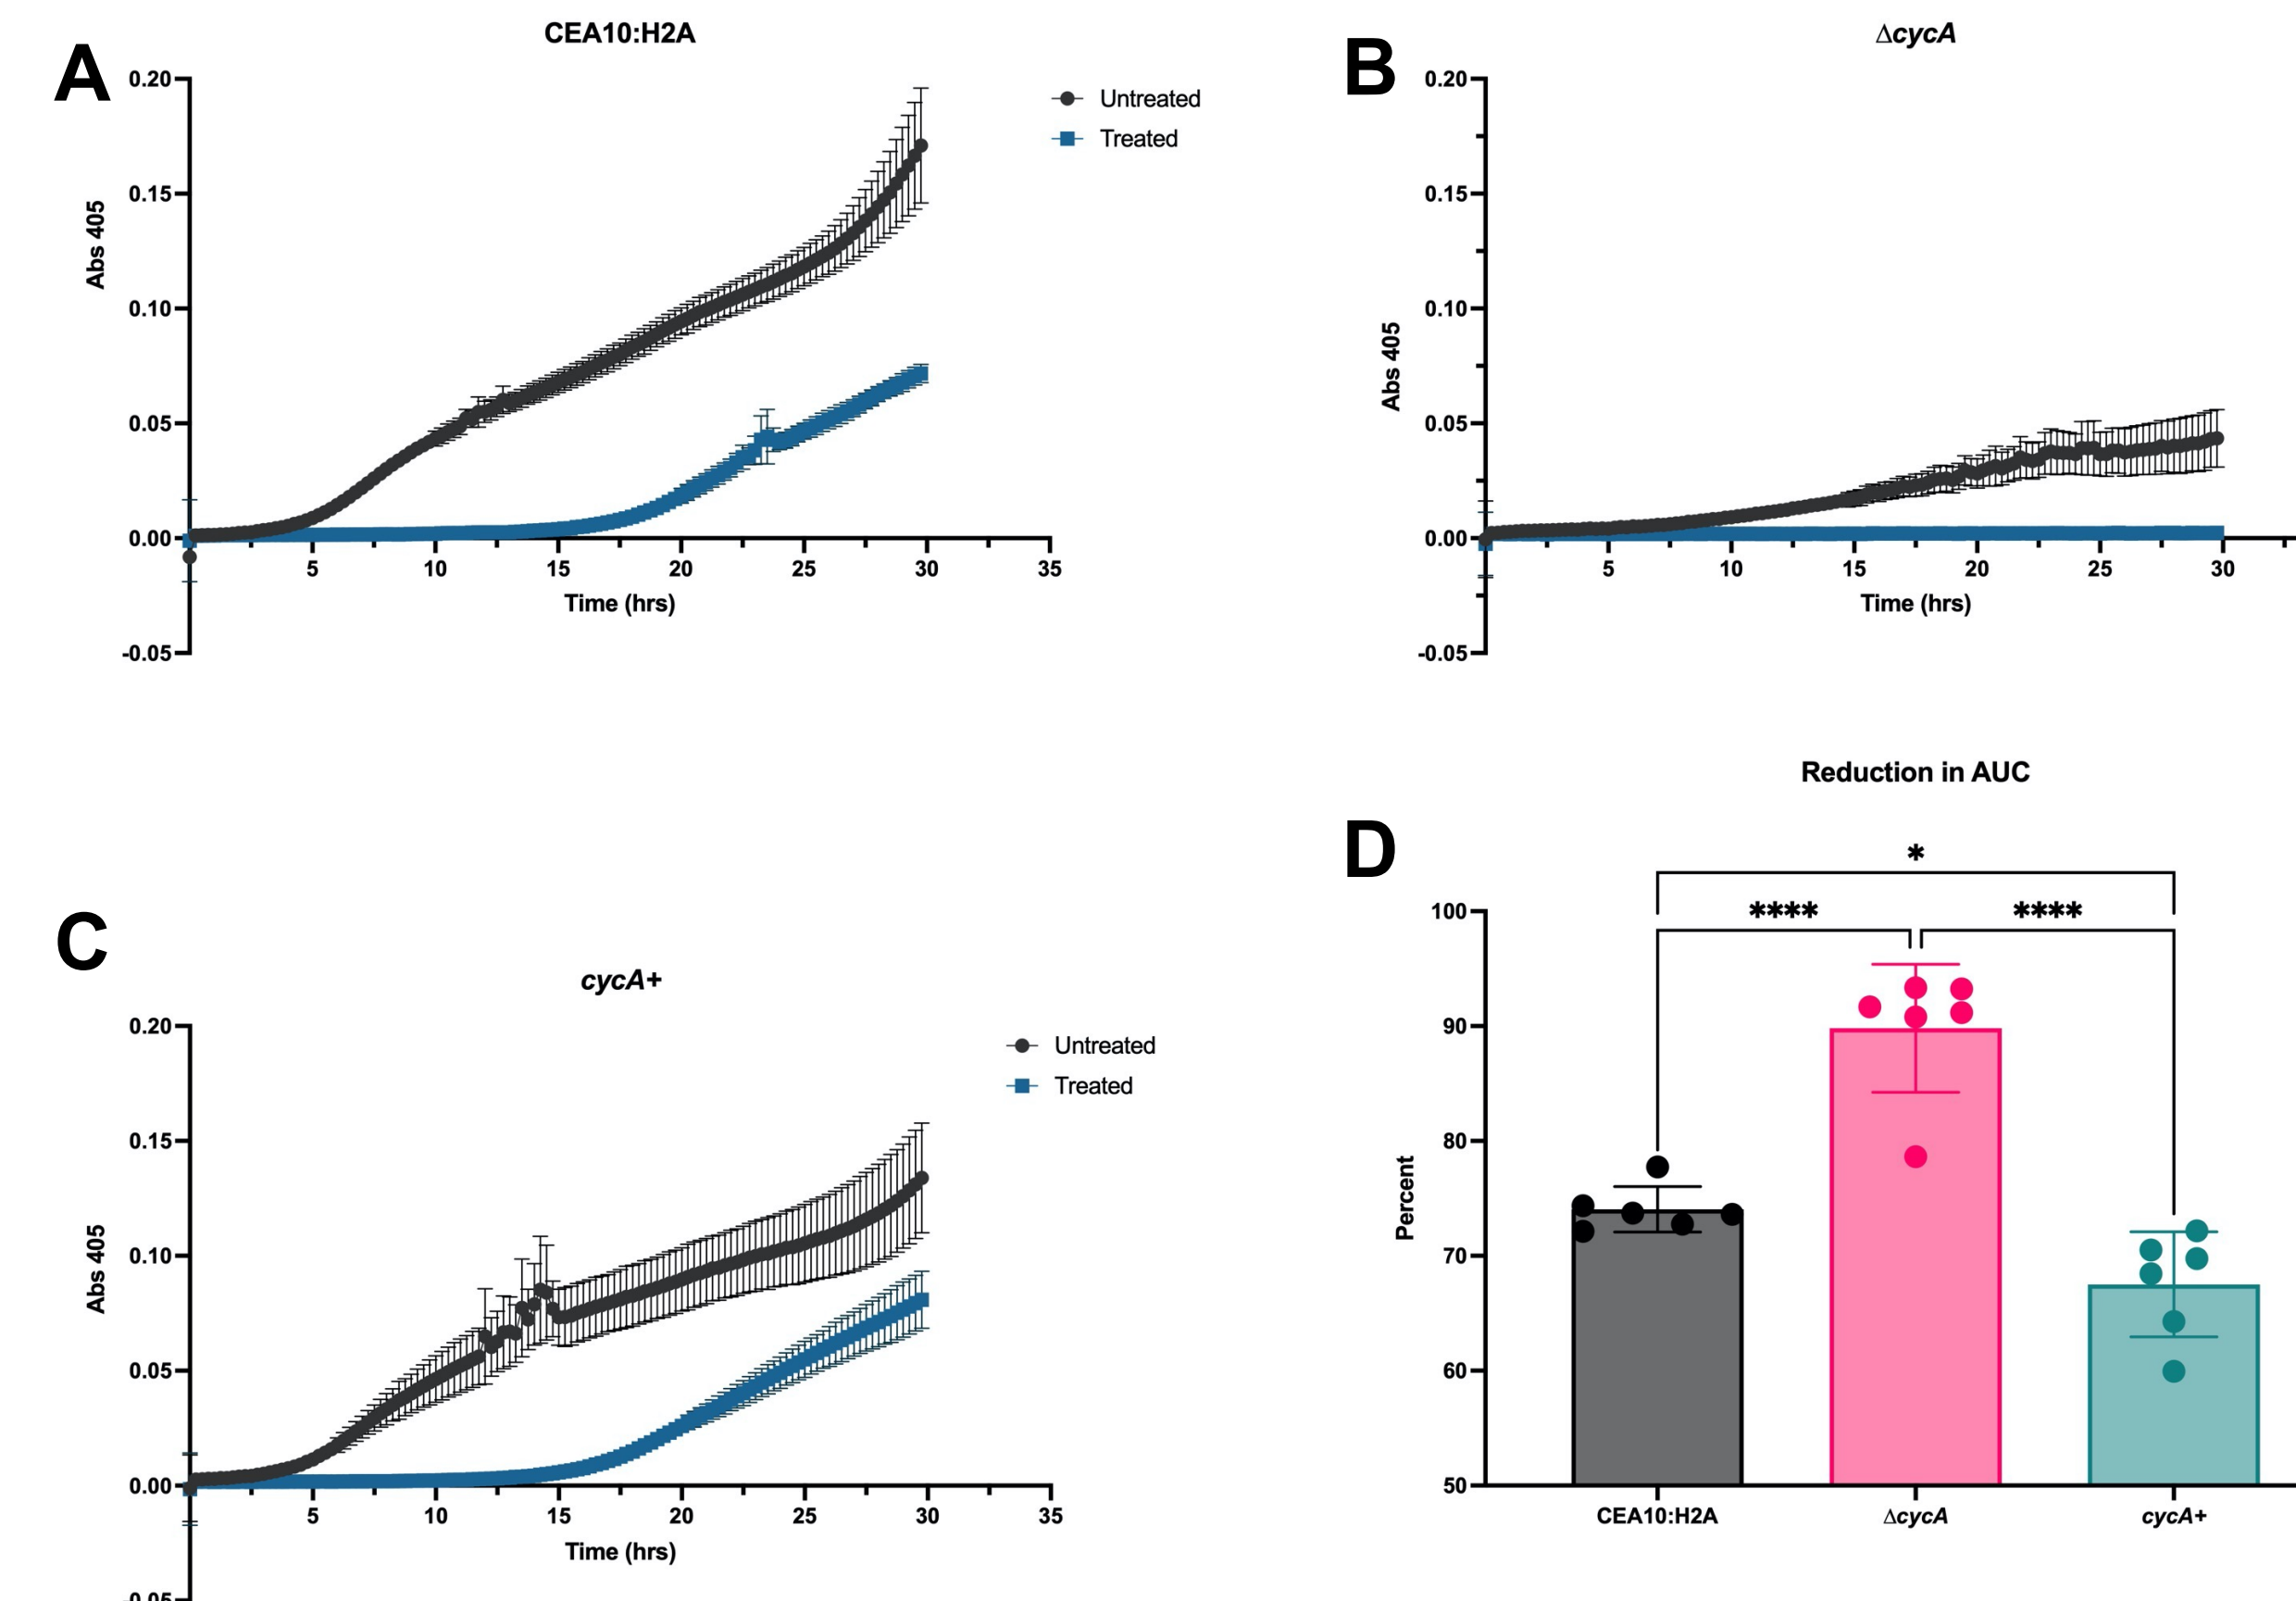 A
CEA10:H2A
0.20
0.15
0.10
0.05
0.00
-0.05
Abs 405
5 10 15 20 25 30 35
Time (hrs)
Untreated
Treated
B
ΔcycA
0.20
0.15
0.10
0.05
0.00
-0.05
Abs 405
5 10 15 20 25 30
Time (hrs)
C
cycA+
0.20
0.15
0.10
0.05
0.00
-0.05
Abs 405
5 10 15 20 25 30 35
Time (hrs)
Untreated
Treated
D
Reduction in AUC
*
**** ****
100
90
80
70
60
50
Percent
CEA10:H2A ΔcycA cycA+